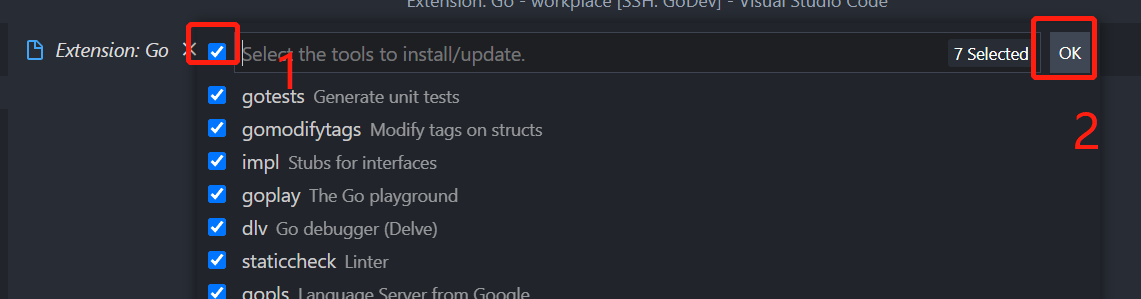 Extension: Go - workplace [SSH: GoDev] - Visual Studio Code
Extension: Go
Select the tools to install/update. 7 Selected OK
1
gotests Generate unit tests
gomodifytags Modify tags on structs
2
impl Stubs for interfaces
goplay The Go playground
dlv Go debugger (Delve)
staticcheck Linter
gopls Language Server from Google